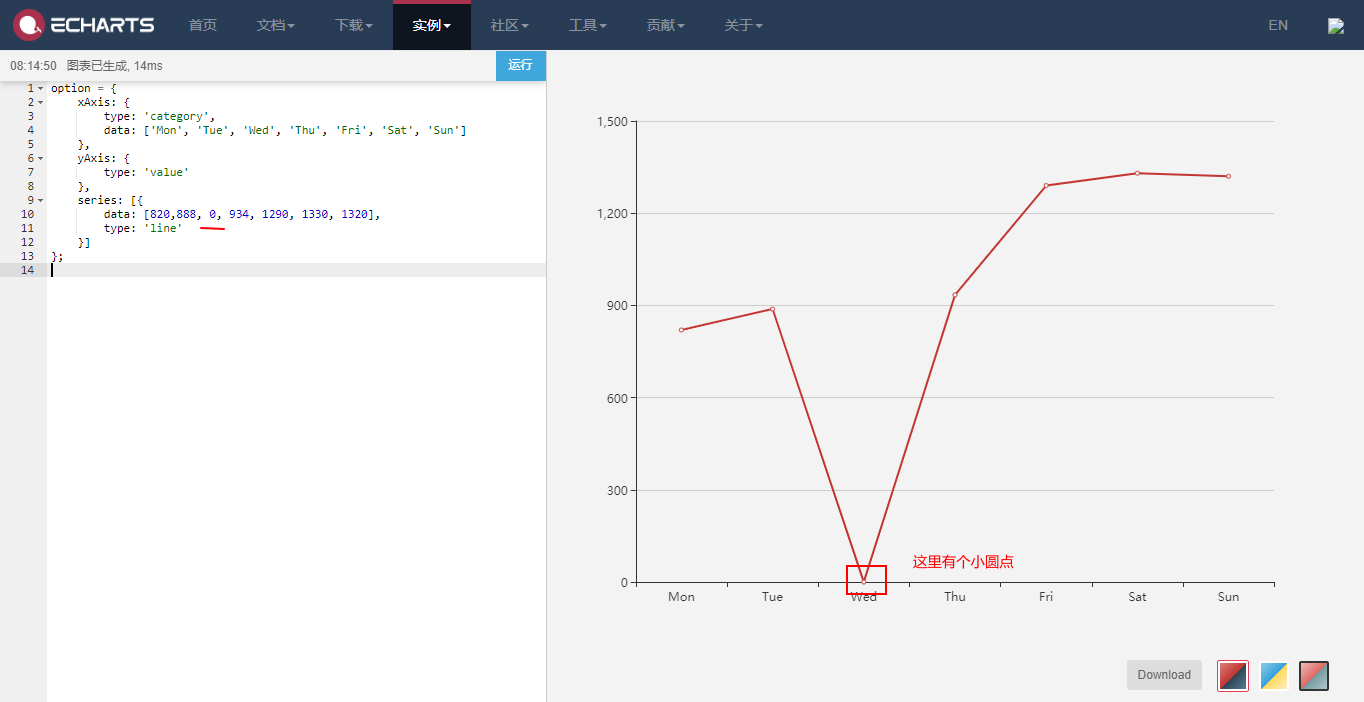 ECHARTS 首页 文档 下载 实例 社区 工具 贡献 关于 EN
08:14:50 图表已生成, 14ms 运行
1 option = {
2 xAxis: {
3 type: 'category',
4 data: ['Mon', 'Tue', 'Wed', 'Thu', 'Fri', 'Sat', 'Sun']
5 },
6 yAxis: {
7 type: 'value'
8 },
9 series: [{
10 data: [820,888, 0, 934, 1290, 1330, 1320],
11 type: 'line'
12 }]
13 };
14
1,500
1,200
900
600
300
0
这里有个小圆点
Mon Tue Wed Thu Fri Sat Sun
Download